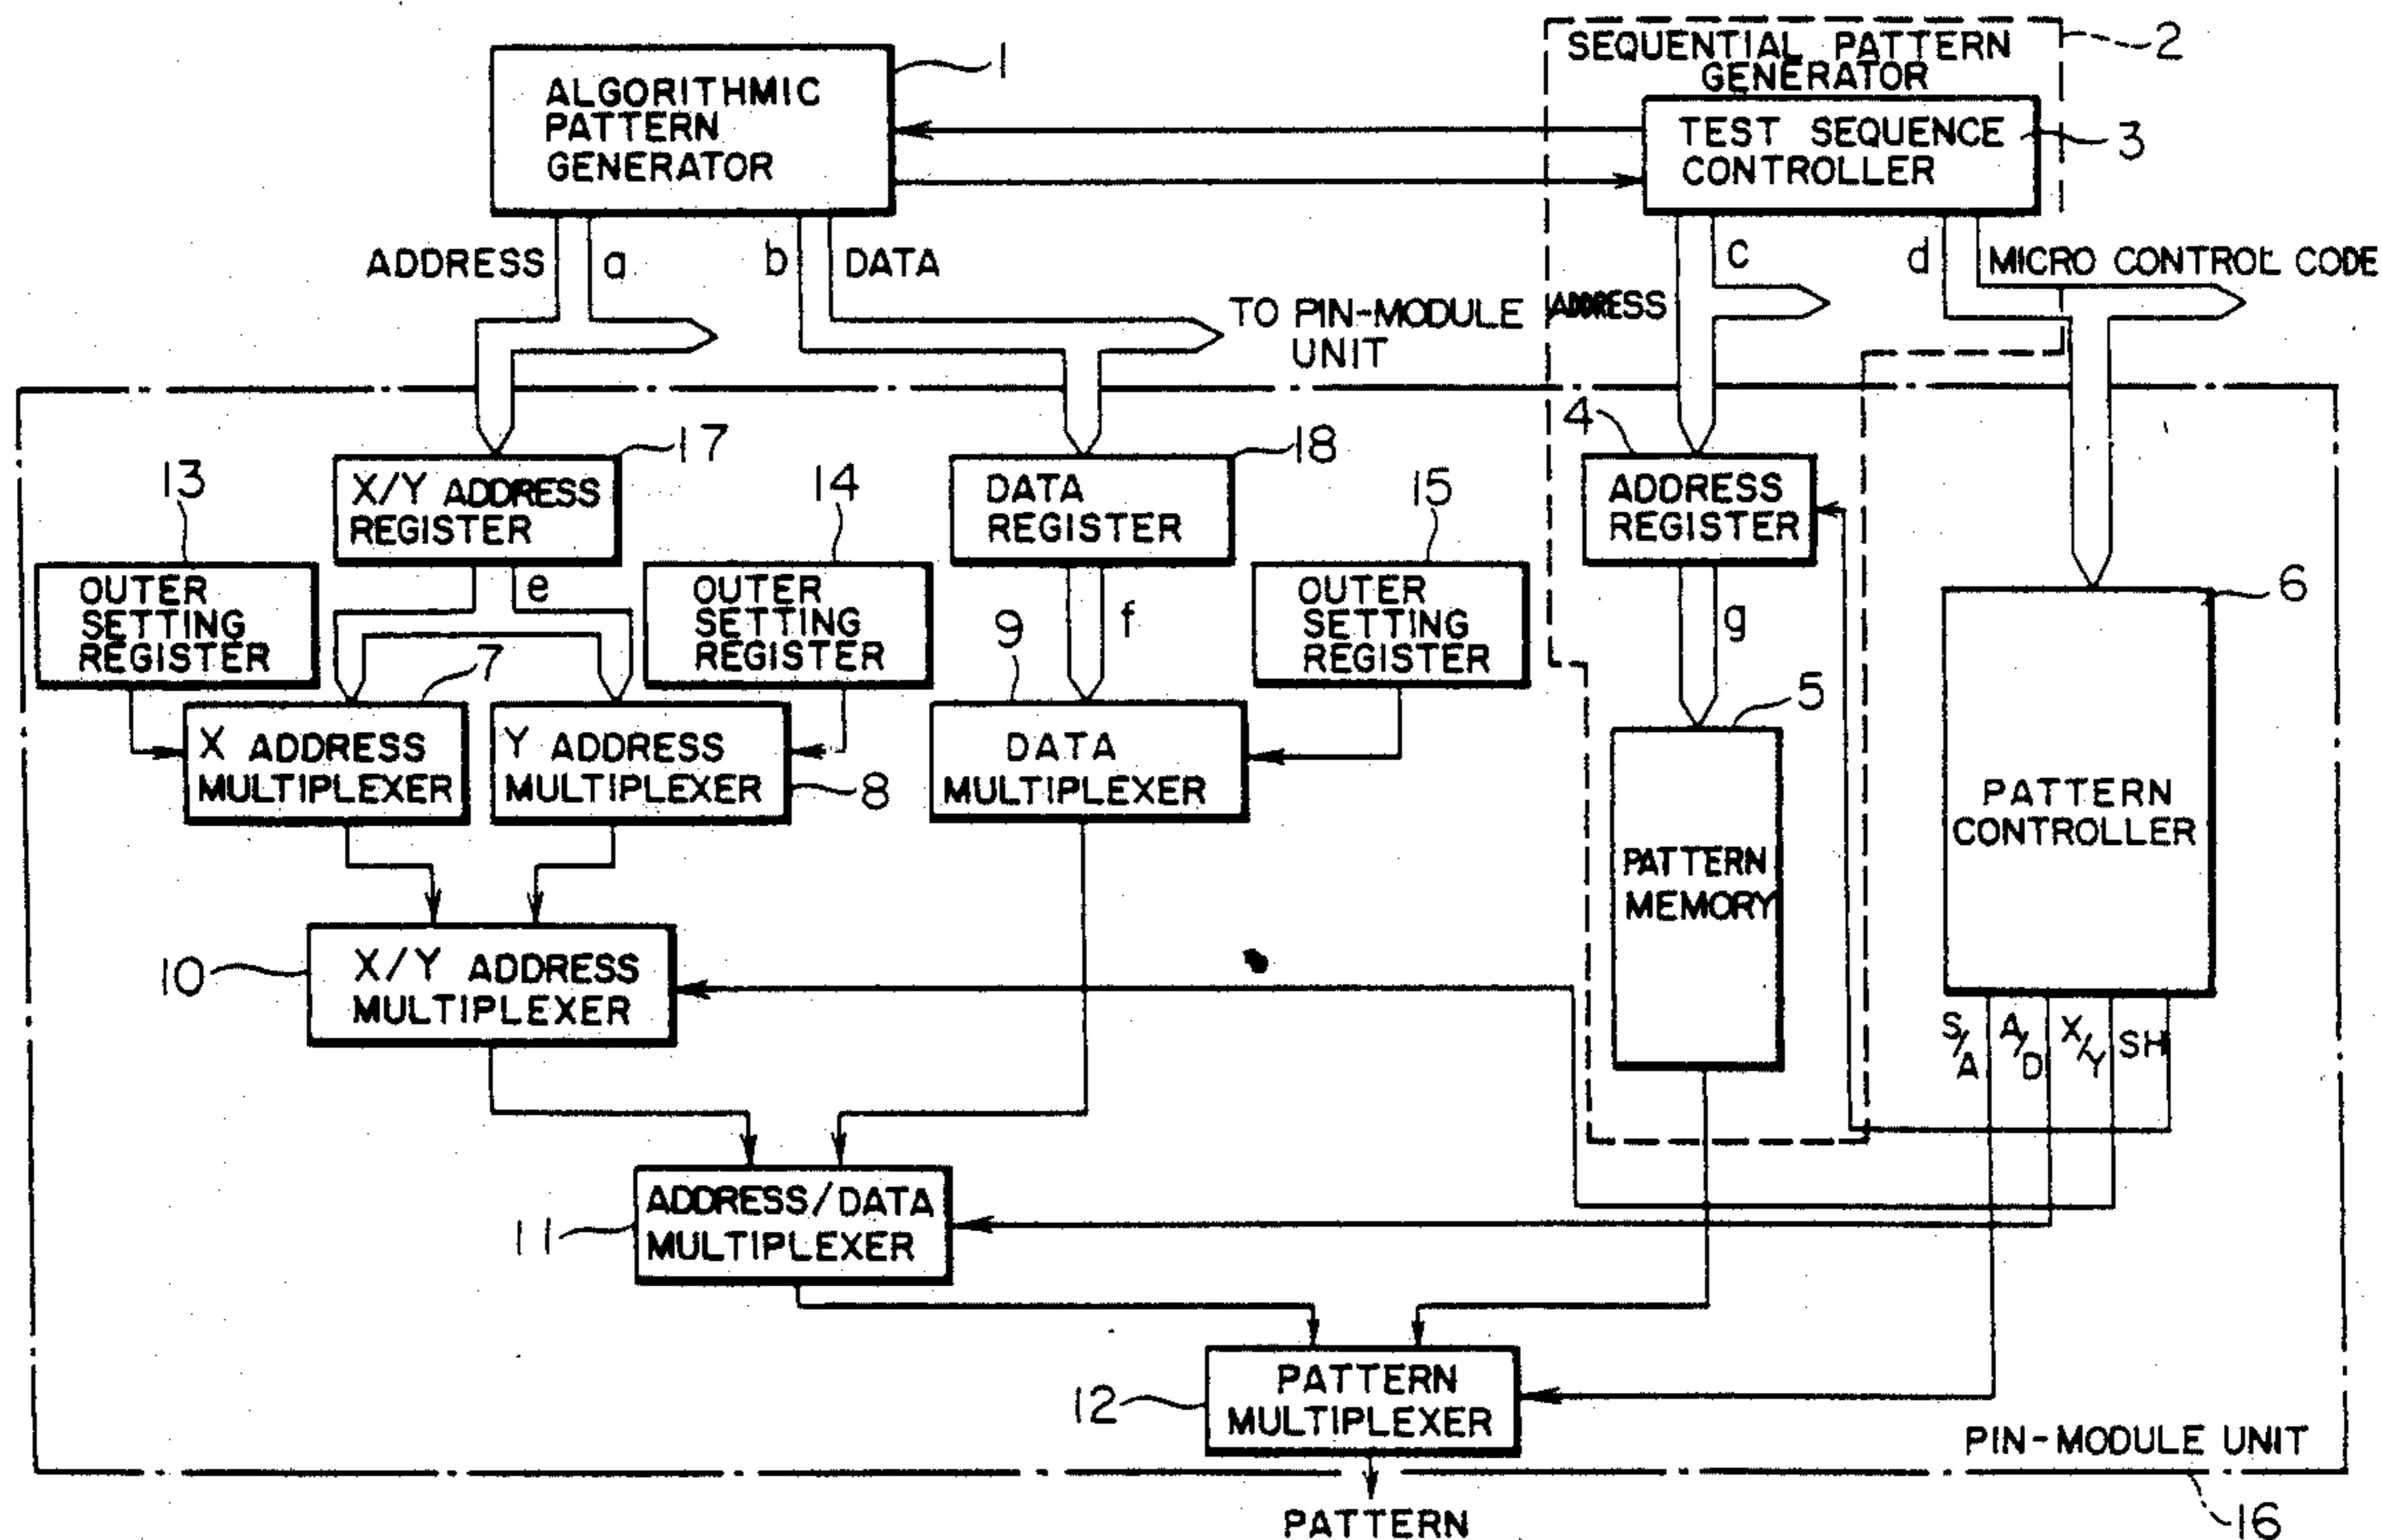 1
ALGORITHMIC
PATTERN
GENERATOR
SEQUENTIAL PATTERN
GENERATOR
2
TEST SEQUENCE
CONTROLLER
3
ADDRESS
a
b
DATA
TO PIN-MODULE
UNIT
ADDRESS
c
d
MICRO CONTROL CODE
17
X/Y ADDRESS
REGISTER
18
DATA
REGISTER
4
ADDRESS
REGISTER
13
OUTER
SETTING
REGISTER
e
14
OUTER
SETTING
REGISTER
f
15
OUTER
SETTING
REGISTER
g
6
PATTERN
CONTROLLER
7
X ADDRESS
MULTIPLEXER
Y ADDRESS
MULTIPLEXER
8
9
DATA
MULTIPLEXER
5
PATTERN
MEMORY
10
X/Y ADDRESS
MULTIPLEXER
S/A
A/D
X/Y
SH
11
ADDRESS/DATA
MULTIPLEXER
12
PATTERN
MULTIPLEXER
PIN-MODULE UNIT
16
PATTERN